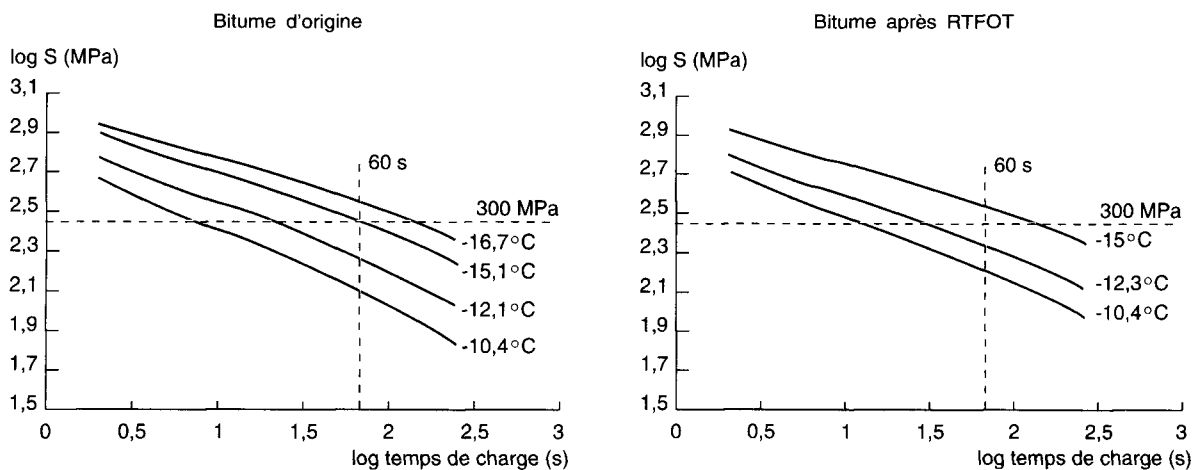 Bitume d'origine
log S (MPa)
3,1
2,9
2,7
2,5
2,3
2,1
1,9
1,7
1,5
60 s
300 MPa
-16,7°C
-15,1°C
-12,1°C
-10,4°C
0 0,5 1 1,5 2 2,5 3
log temps de charge (s)
Bitume après RTFOT
log S (MPa)
3,1
2,9
2,7
2,5
2,3
2,1
1,9
1,7
1,5
60 s
300 MPa
-15°C
-12,3°C
-10,4°C
0 0,5 1 1,5 2 2,5 3
log temps de charge (s)